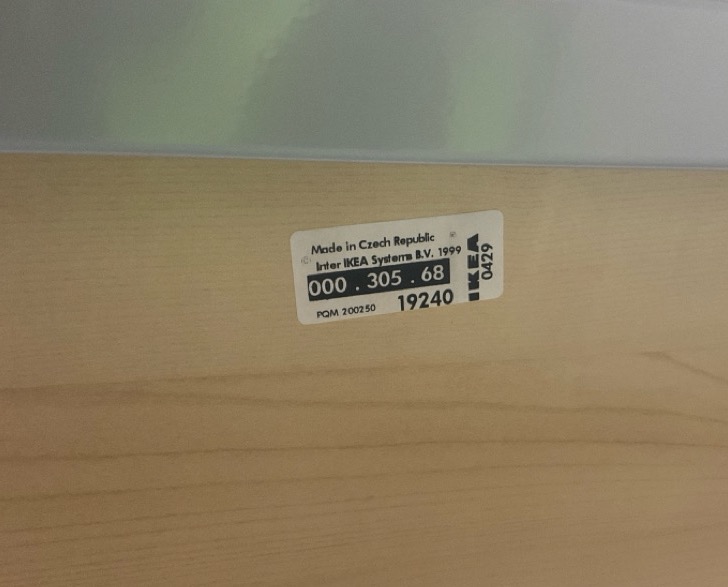 Made in Czech Republic
© Inter IKEA Systems B.V. 1999
000 . 305 . 68
PQM 200250 19240
IKEA
0429